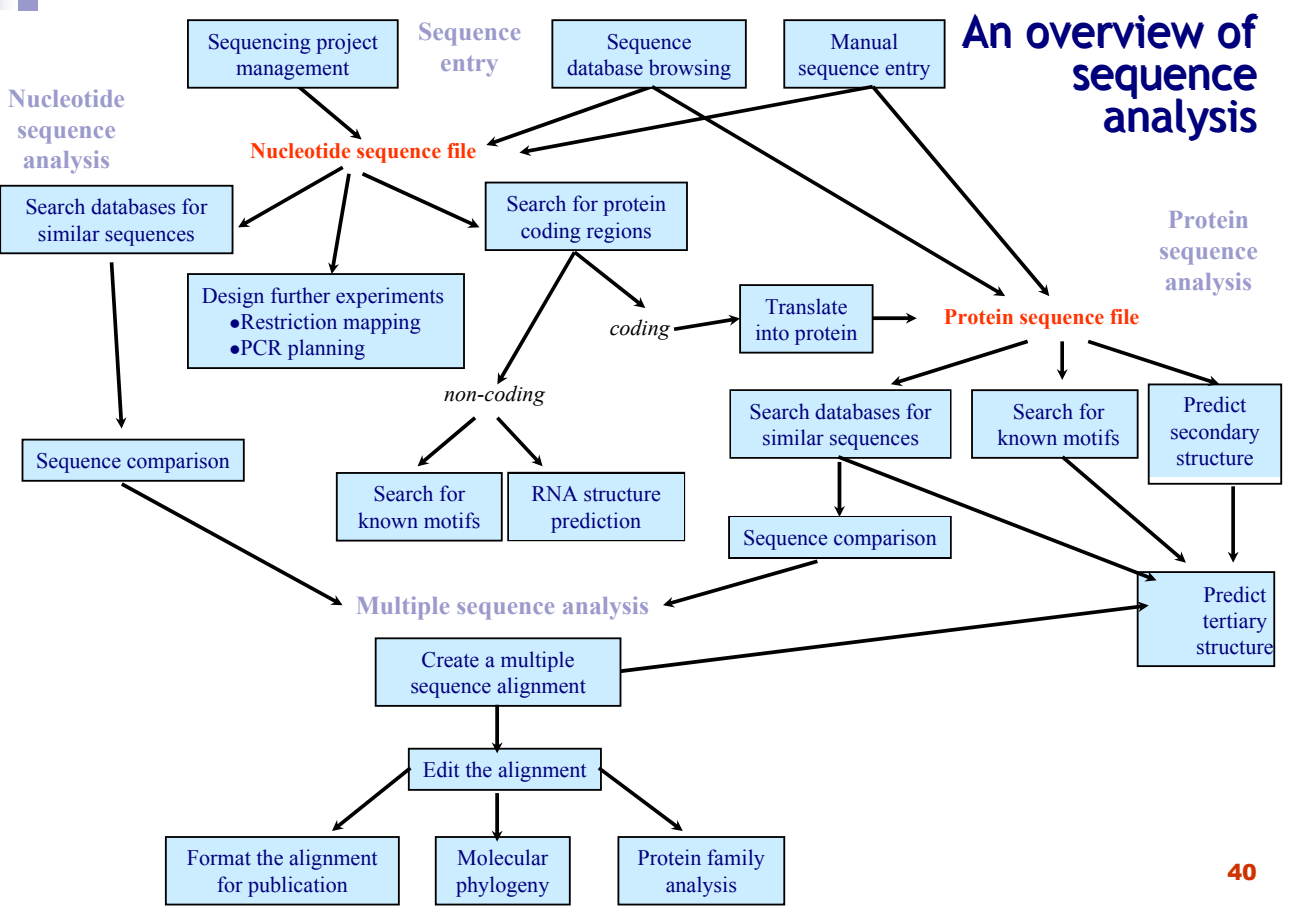 An overview of
sequence
analysis
Sequencing project
management
Sequence
entry
Sequence
database browsing
Manual
sequence entry
Nucleotide
sequence
analysis
Nucleotide sequence file
Search databases for
similar sequences
Search for protein
coding regions
Protein
sequence
analysis
Design further experiments
●Restriction mapping
●PCR planning
coding
Translate
into protein
Protein sequence file
non-coding
Search databases for
similar sequences
Search for
known motifs
Predict
secondary
structure
Sequence comparison
Search for
known motifs
RNA structure
prediction
Sequence comparison
Multiple sequence analysis
Predict
tertiary
structure
Create a multiple
sequence alignment
Edit the alignment
Format the alignment
for publication
Molecular
phylogeny
Protein family
analysis
40